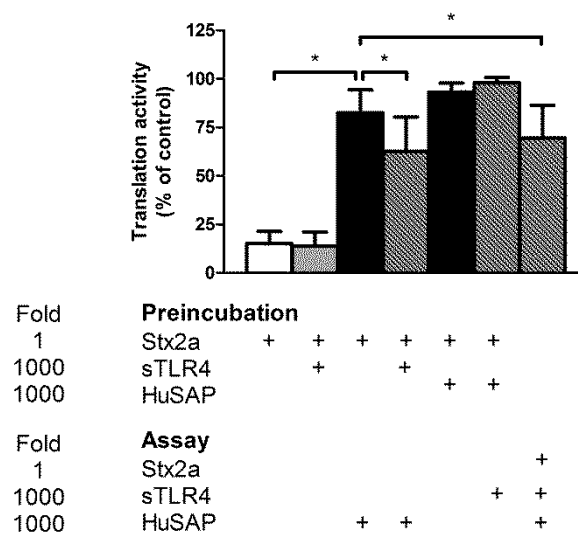 125
100
75
50
25
0
Translation activity
(% of control)
*
*
*
Fold Preincubation
1 Stx2a + + + + + +
1000 sTLR4 + +
1000 HuSAP + +
Fold Assay
1 Stx2a +
1000 sTLR4 + +
1000 HuSAP + + +